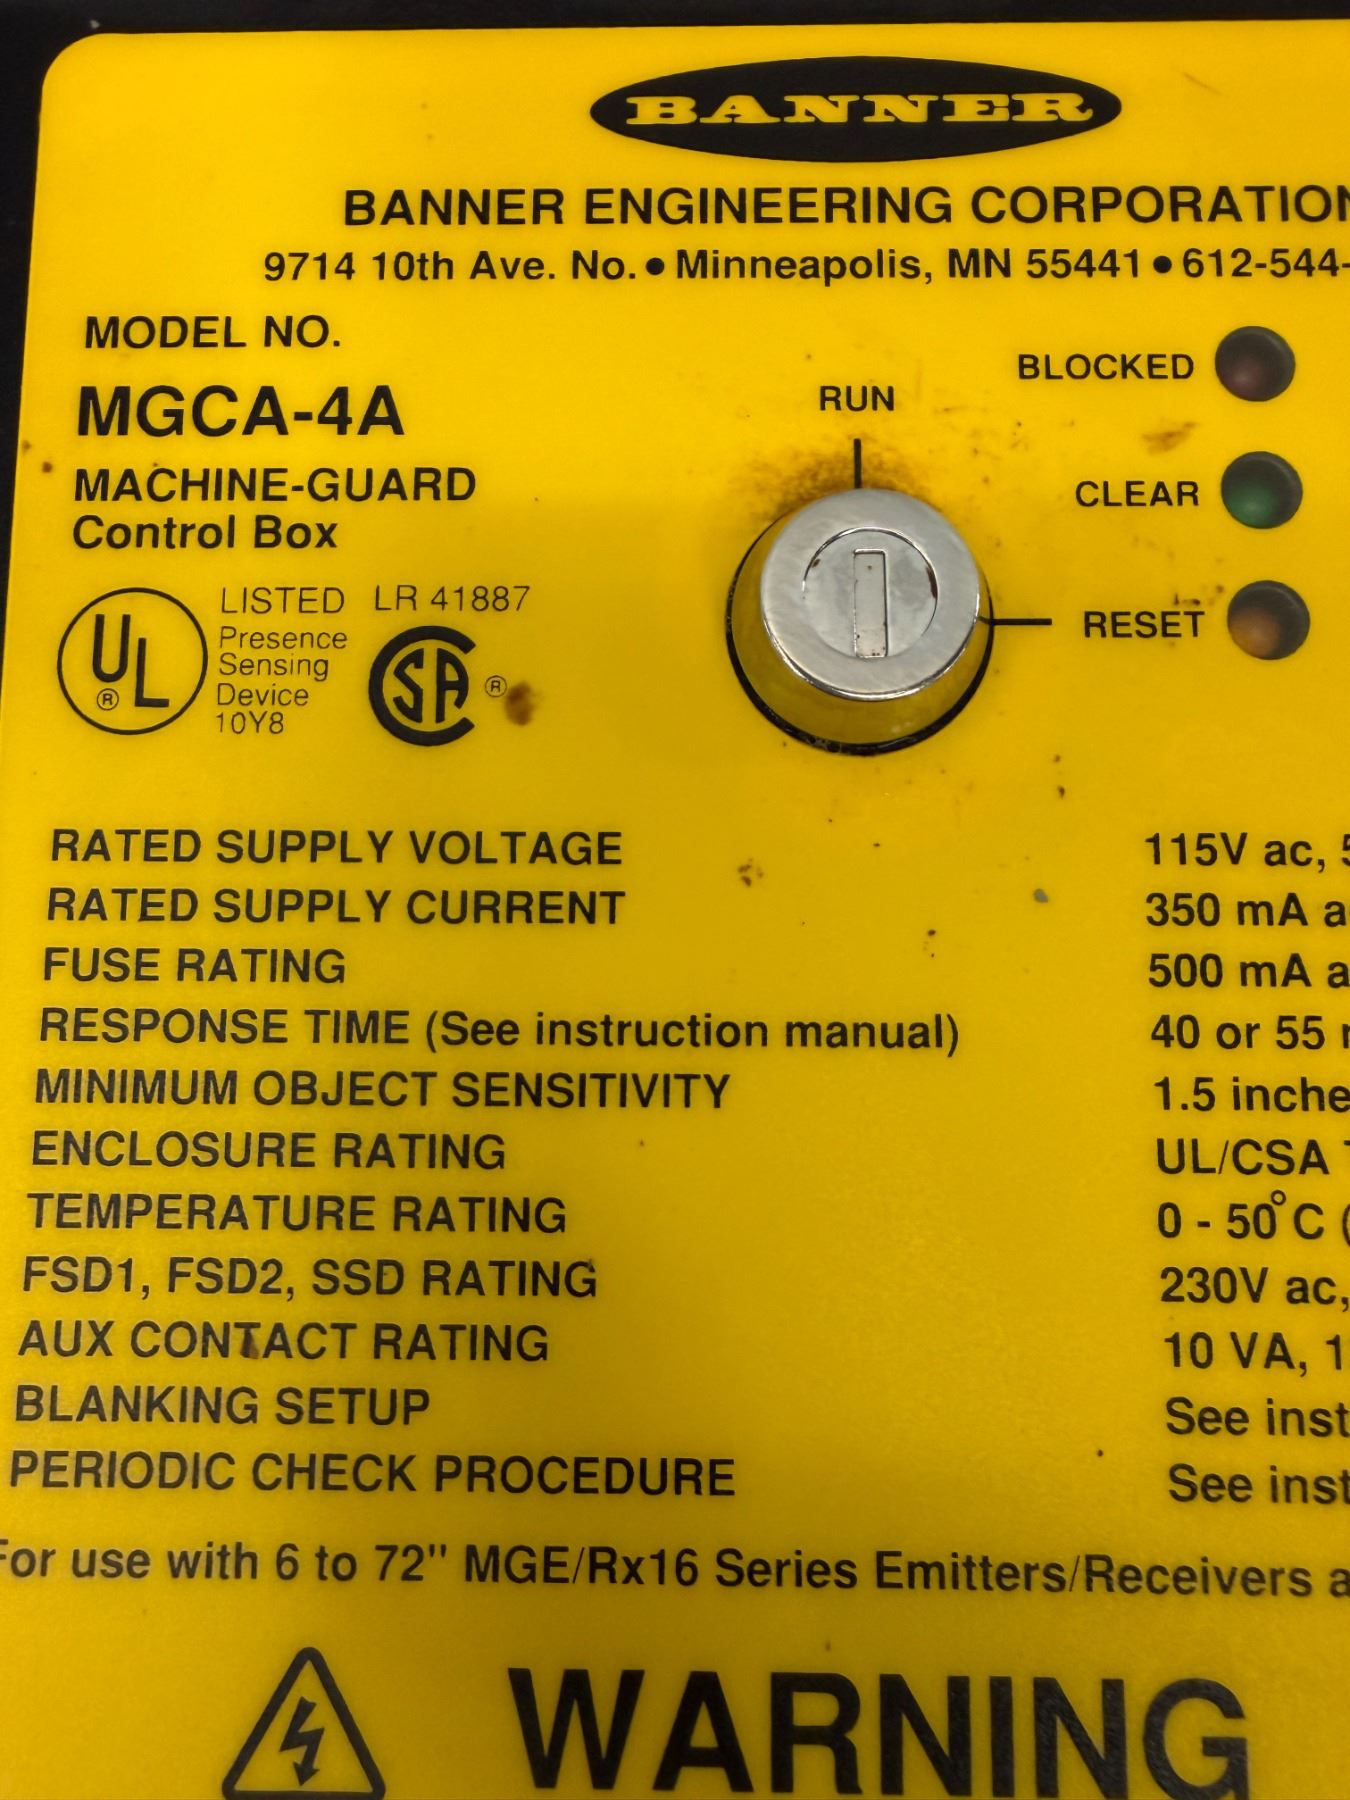 BANNER
BANNER ENGINEERING CORPORATION
9714 10th Ave. No. • Minneapolis, MN 55441 • 612-544-
MODEL NO.
MGCA-4A
MACHINE-GUARD
Control Box
UL ®
LISTED
Presence
Sensing
Device
10Y8
LR 41887
CSA ®
RUN
BLOCKED
CLEAR
RESET
RATED SUPPLY VOLTAGE 115V ac,
RATED SUPPLY CURRENT 350 mA
FUSE RATING 500 mA
RESPONSE TIME (See instruction manual) 40 or 55
MINIMUM OBJECT SENSITIVITY 1.5 inche
ENCLOSURE RATING UL/CSA
TEMPERATURE RATING 0 - 50°C (
FSD1, FSD2, SSD RATING 230V ac,
AUX CONTACT RATING 10 VA, 1
BLANKING SETUP See inst
PERIODIC CHECK PROCEDURE See inst
For use with 6 to 72" MGE/Rx16 Series Emitters/Receivers
WARNING